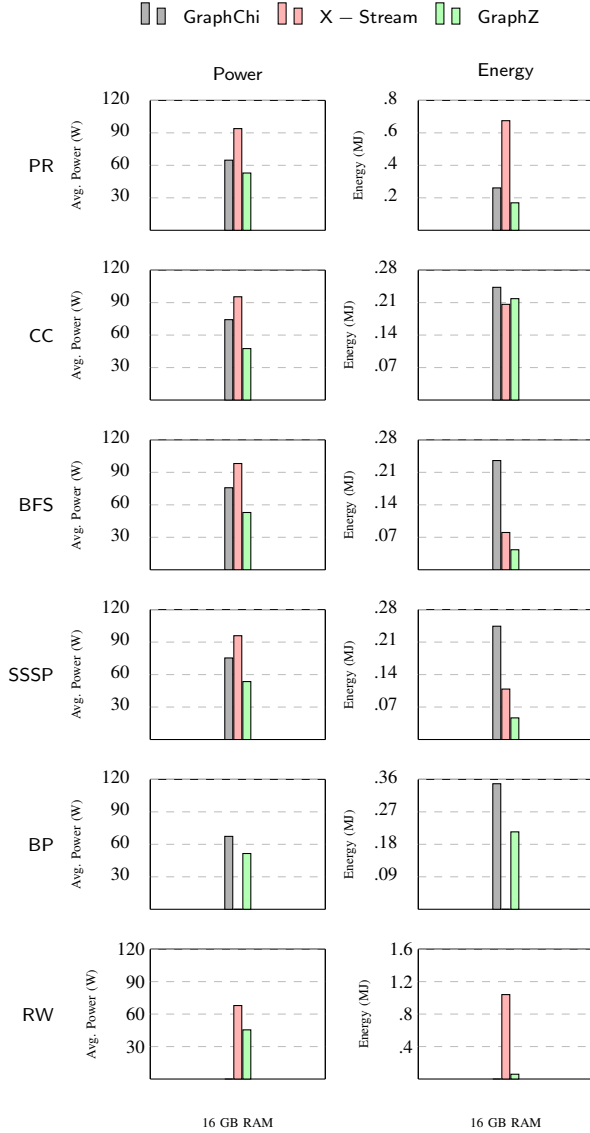 GraphChi X – Stream GraphZ
Power Energy
PR
Avg. Power (W)
120
90
60
30
Energy (MJ)
.8
.6
.4
.2
CC
Avg. Power (W)
120
90
60
30
Energy (MJ)
.28
.21
.14
.07
BFS
Avg. Power (W)
120
90
60
30
Energy (MJ)
.28
.21
.14
.07
SSSP
Avg. Power (W)
120
90
60
30
Energy (MJ)
.28
.21
.14
.07
BP
Avg. Power (W)
120
90
60
30
Energy (MJ)
.36
.27
.18
.09
RW
Avg. Power (W)
120
90
60
30
Energy (MJ)
1.6
1.2
.8
.4
16 GB RAM 16 GB RAM